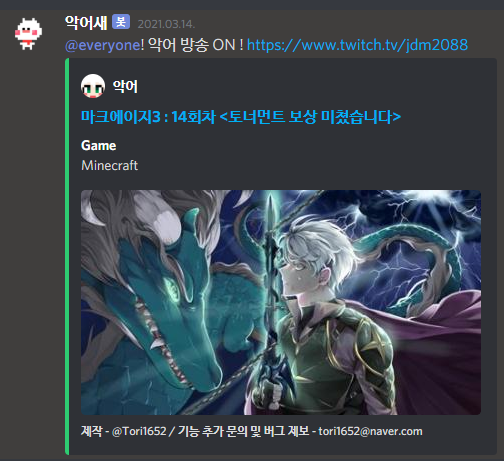 악어새 봇 2021.03.14.
@everyone! 악어 방송 ON ! https://www.twitch.tv/jdm2088
악어
마크에이지3 : 14회차 <토너먼트 보상 미쳤습니다>
Game
Minecraft
제작 - @Tori1652 / 기능 추가 문의 및 버그 제보 - tori1652@naver.com